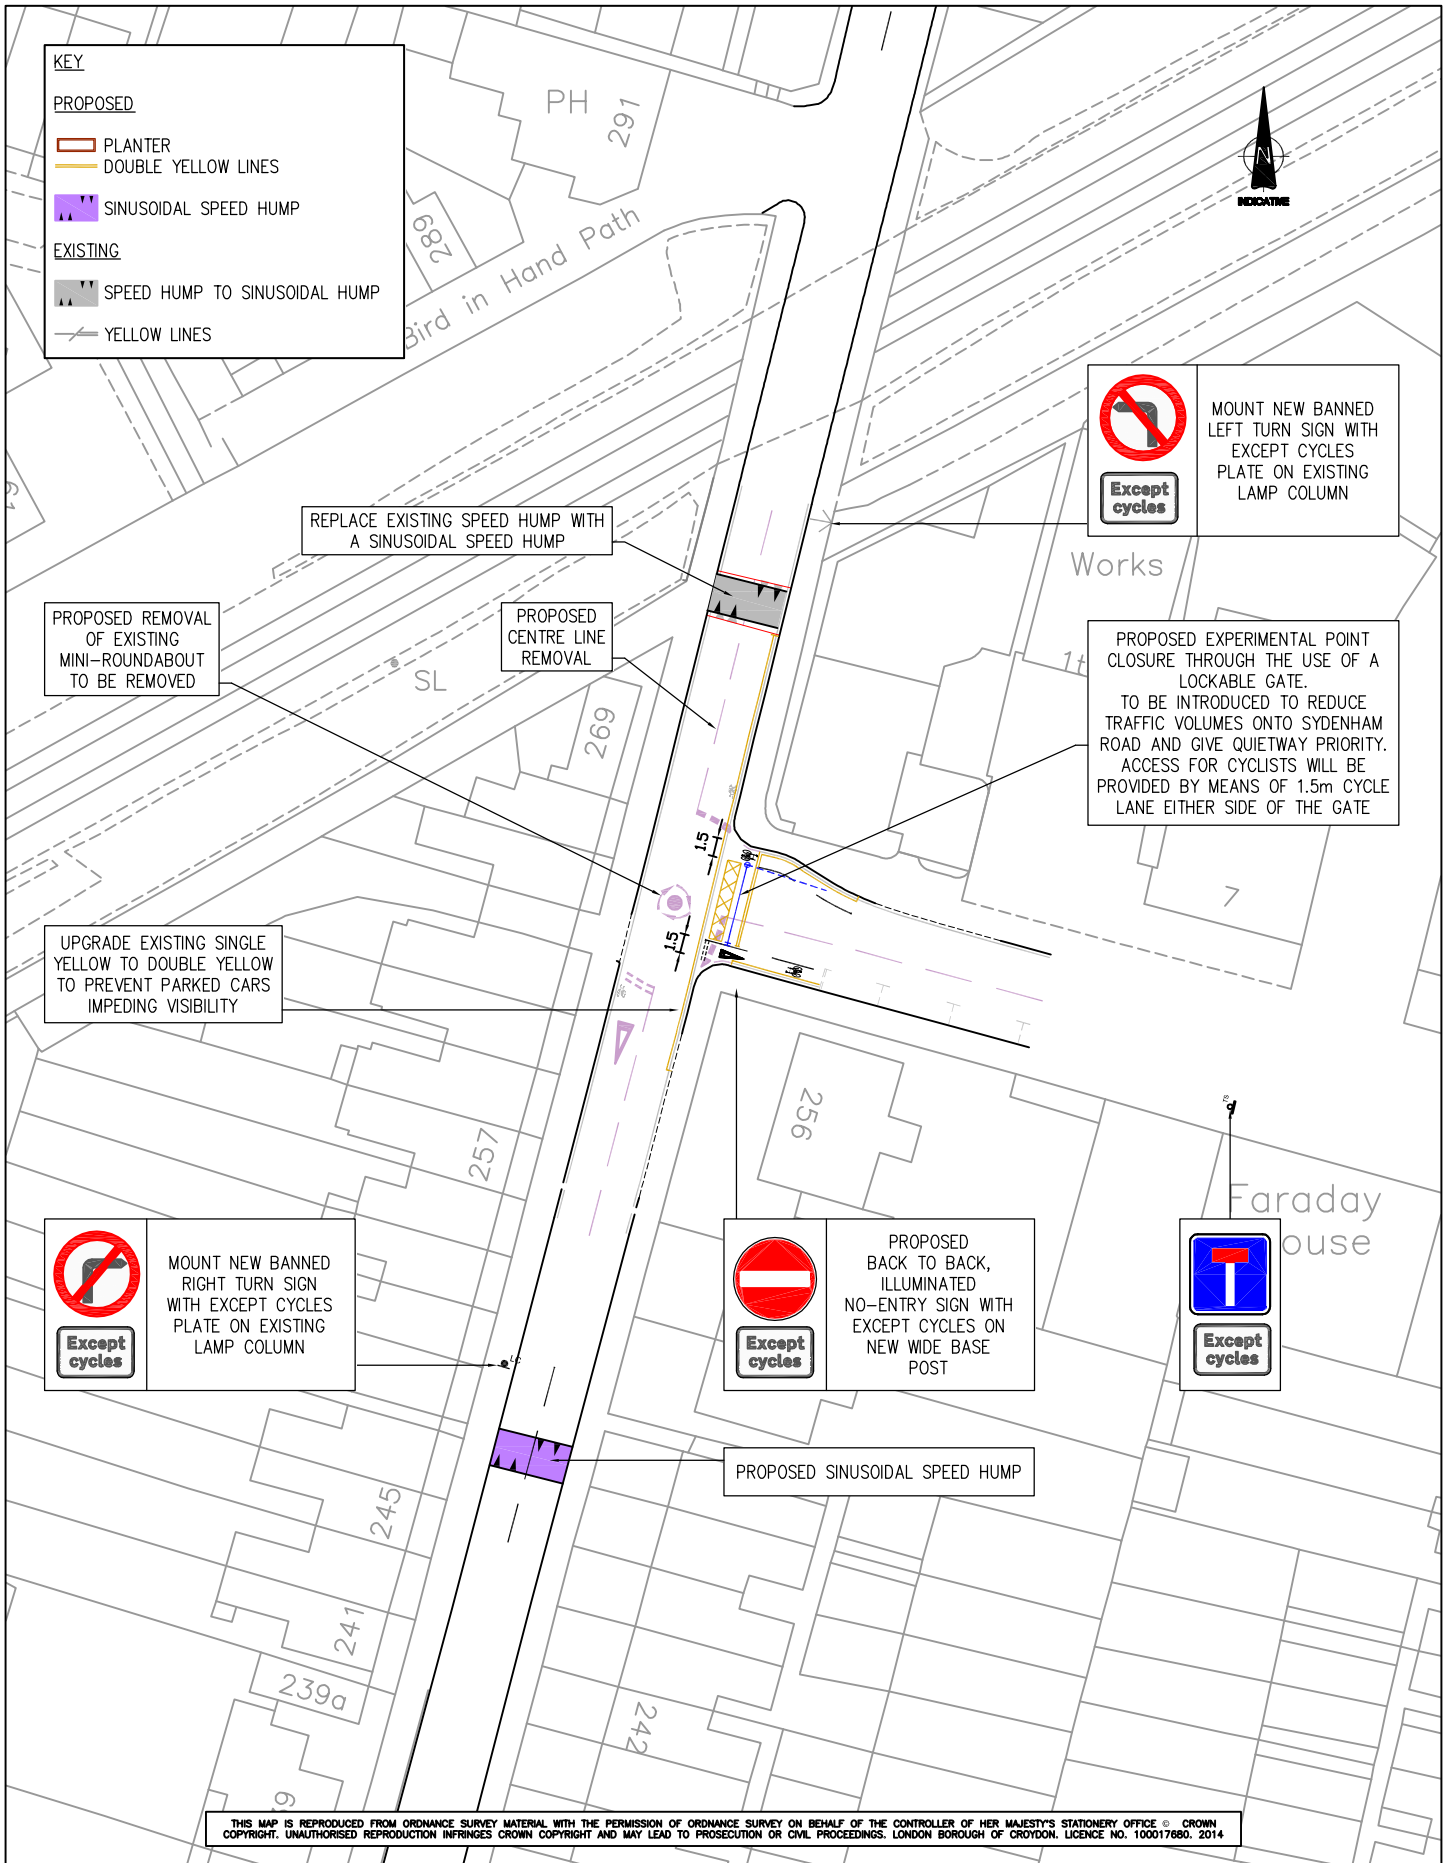 KEY
PROPOSED
PLANTER
DOUBLE YELLOW LINES
SINUSOIDAL SPEED HUMP
EXISTING
SPEED HUMP TO SINUSOIDAL HUMP
YELLOW LINES
PH
291
289
Bird in Hand Path
N
INDICATIVE
MOUNT NEW BANNED
LEFT TURN SIGN WITH
EXCEPT CYCLES
PLATE ON EXISTING
LAMP COLUMN
Except
cycles
REPLACE EXISTING SPEED HUMP WITH
A SINUSOIDAL SPEED HUMP
Works
PROPOSED REMOVAL
OF EXISTING
MINI-ROUNDABOUT
TO BE REMOVED
PROPOSED
CENTRE LINE
REMOVAL
SL
269
PROPOSED EXPERIMENTAL POINT
CLOSURE THROUGH THE USE OF A
LOCKABLE GATE.
TO BE INTRODUCED TO REDUCE
TRAFFIC VOLUMES ONTO SYDENHAM
ROAD AND GIVE QUIETWAY PRIORITY.
ACCESS FOR CYCLISTS WILL BE
PROVIDED BY MEANS OF 1.5m CYCLE
LANE EITHER SIDE OF THE GATE
1.5
7
1.5
UPGRADE EXISTING SINGLE
YELLOW TO DOUBLE YELLOW
TO PREVENT PARKED CARS
IMPEDING VISIBILITY
256
257
TS
Faraday
ouse
MOUNT NEW BANNED
RIGHT TURN SIGN
WITH EXCEPT CYCLES
PLATE ON EXISTING
LAMP COLUMN
Except
cycles
LC
PROPOSED
BACK TO BACK,
ILLUMINATED
NO-ENTRY SIGN WITH
EXCEPT CYCLES ON
NEW WIDE BASE
POST
Except
cycles
Except
cycles
PROPOSED SINUSOIDAL SPEED HUMP
245
241
239a
242
THIS MAP IS REPRODUCED FROM ORDNANCE SURVEY MATERIAL WITH THE PERMISSION OF ORDNANCE SURVEY ON BEHALF OF THE CONTROLLER OF HER MAJESTY'S STATIONERY OFFICE © CROWN
COPYRIGHT. UNAUTHORISED REPRODUCTION INFRINGES CROWN COPYRIGHT AND MAY LEAD TO PROSECUTION OR CIVIL PROCEEDINGS. LONDON BOROUGH OF CROYDON. LICENCE NO. 100017680. 2014